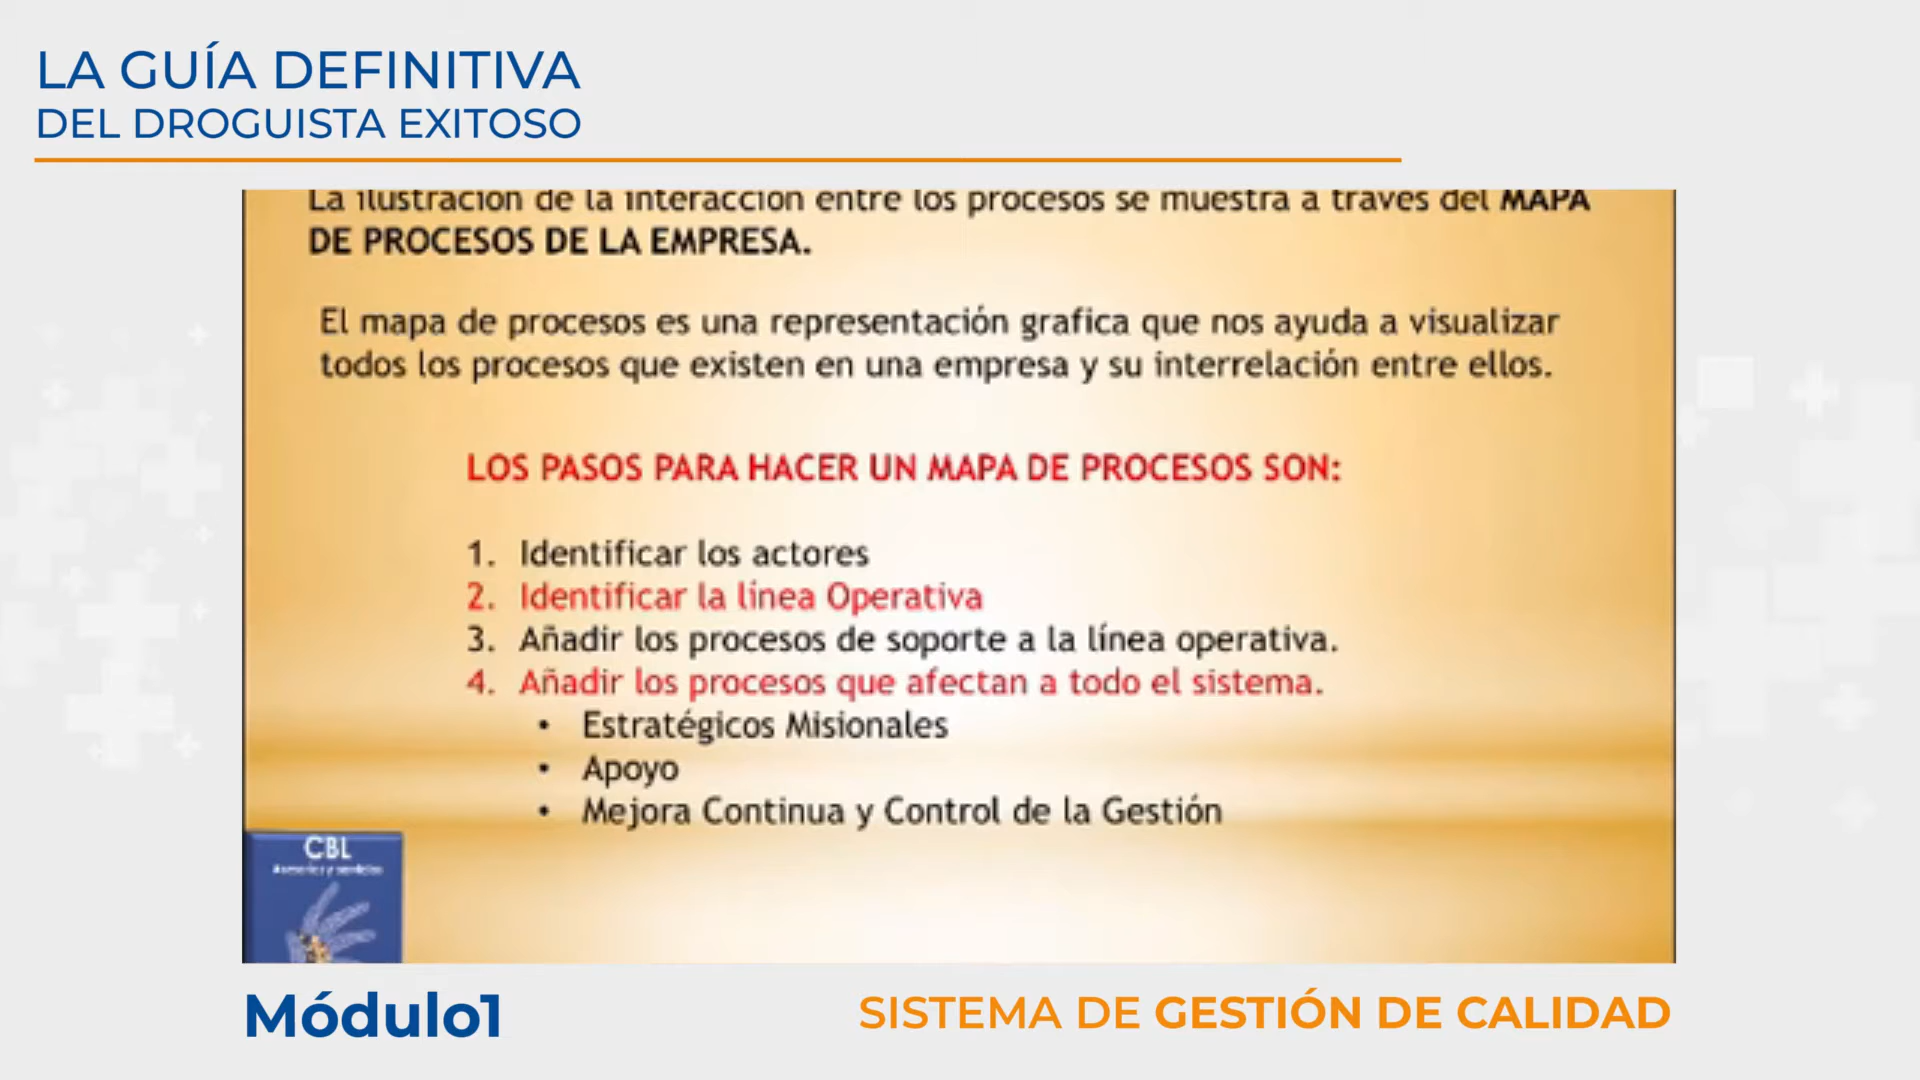 LA GUÍA DEFINITIVA
DEL DROGUISTA EXITOSO
La ilustración de la interacción entre los procesos se muestra a través del MAPA
DE PROCESOS DE LA EMPRESA.
El mapa de procesos es una representación grafica que nos ayuda a visualizar
todos los procesos que existen en una empresa y su interrelación entre ellos.
LOS PASOS PARA HACER UN MAPA DE PROCESOS SON:
1. Identificar los actores
2. Identificar la línea Operativa
3. Añadir los procesos de soporte a la línea operativa.
4. Añadir los procesos que afectan a todo el sistema.
• Estratégicos Misionales
• Apoyo
• Mejora Continua y Control de la Gestión
CBL
Asesorías y servicios
Módulo1
SISTEMA DE GESTIÓN DE CALIDAD